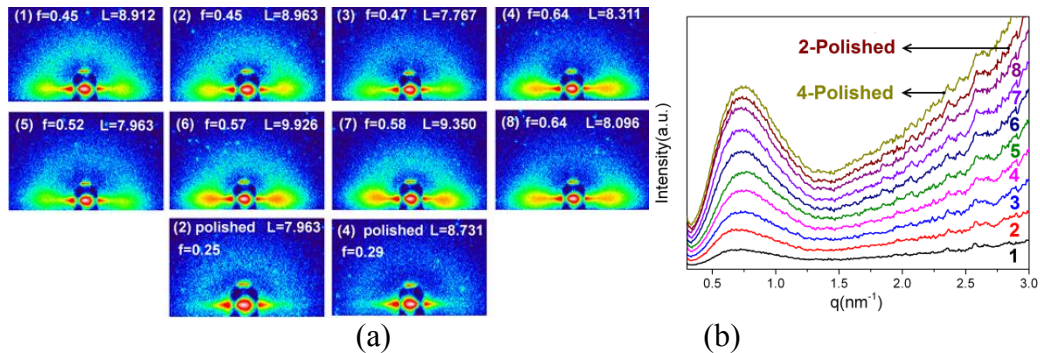 (1) f=0.45 L=8.912
(2) f=0.45 L=8.963
(3) f=0.47 L=7.767
(4) f=0.64 L=8.311
(5) f=0.52 L=7.963
(6) f=0.57 L=9.926
(7) f=0.58 L=9.350
(8) f=0.64 L=8.096
(2) polished L=7.963
f=0.25
(4) polished L=8.731
f=0.29
(a)
Intensity(a.u.)
2-Polished
4-Polished
8
7
6
5
4
3
2
1
0.5 1.0 1.5 2.0 2.5 3.0
q(nm⁻¹)
(b)